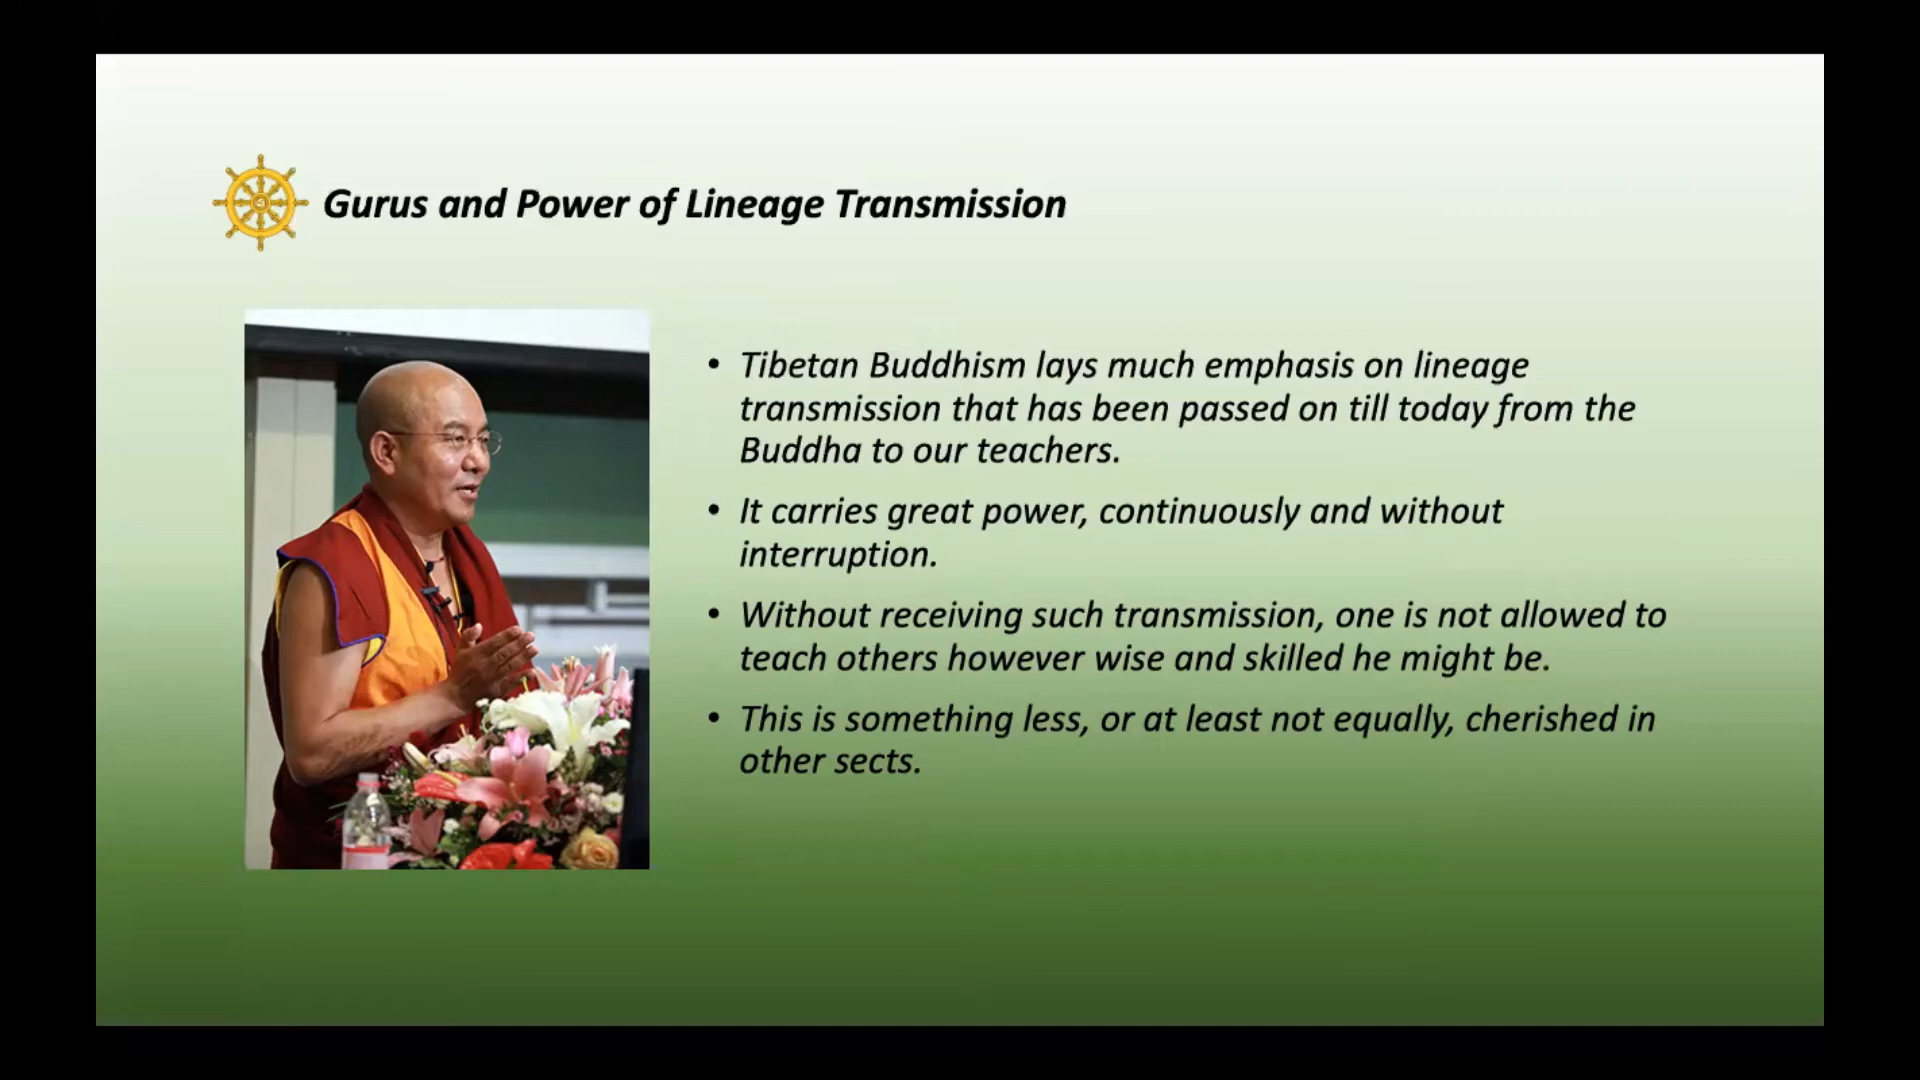 Gurus and Power of Lineage Transmission
• Tibetan Buddhism lays much emphasis on lineage
transmission that has been passed on till today from the
Buddha to our teachers.
• It carries great power, continuously and without
interruption.
• Without receiving such transmission, one is not allowed to
teach others however wise and skilled he might be.
• This is something less, or at least not equally, cherished in
other sects.